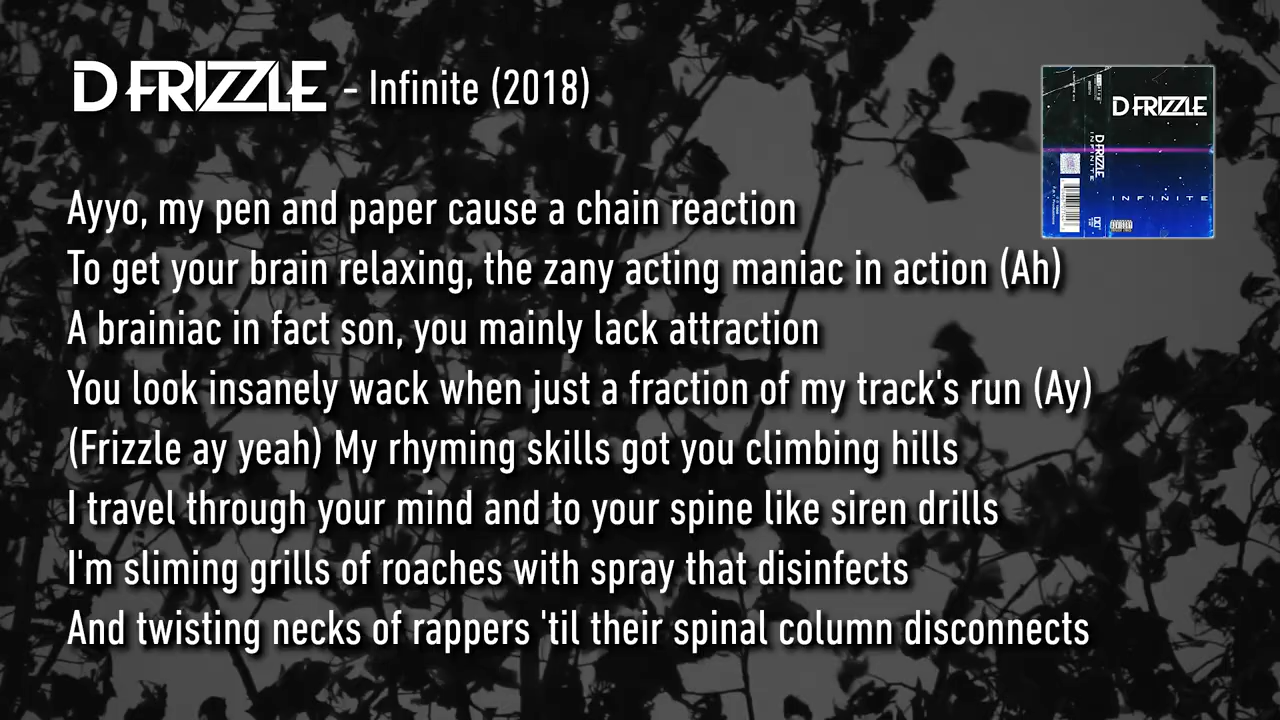 D FRIZZLE - Infinite (2018)
D FRIZZLE
D FRIZZLE
INFINITE
INFINITE
Ayyo, my pen and paper cause a chain reaction
To get your brain relaxing, the zany acting maniac in action (Ah)
A brainiac in fact son, you mainly lack attraction
You look insanely wack when just a fraction of my track's run (Ay)
(Frizzle ay yeah) My rhyming skills got you climbing hills
I travel through your mind and to your spine like siren drills
I'm sliming grills of roaches with spray that disinfects
And twisting necks of rappers 'til their spinal column disconnects